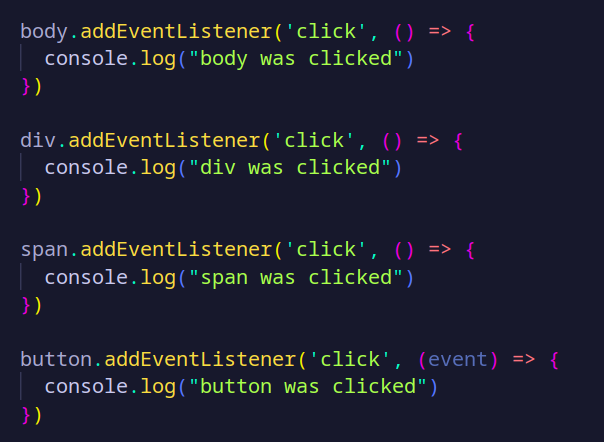 body.addEventListener('click', () => {
  console.log("body was clicked")
})

div.addEventListener('click', () => {
  console.log("div was clicked")
})

span.addEventListener('click', () => {
  console.log("span was clicked")
})

button.addEventListener('click', (event) => {
  console.log("button was clicked")
})